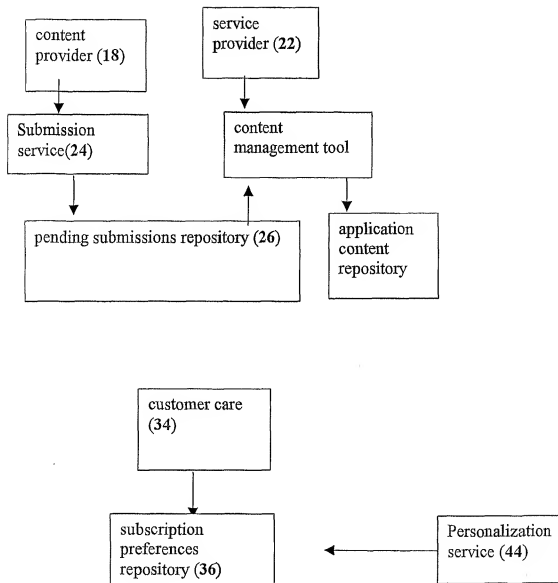 content
provider (18)
service
provider (22)
Submission
service(24)
content
management tool
pending submissions repository (26)
application
content
repository
customer care
(34)
subscription
preferences
repository (36)
Personalization
service (44)